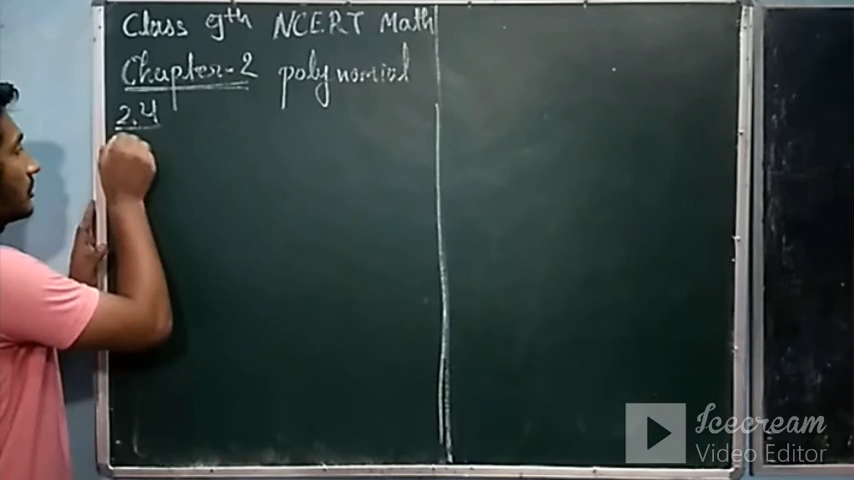 Class 9th NCERT Math
Chapter-2 polynomial
2.4
Icecream
Video Editor